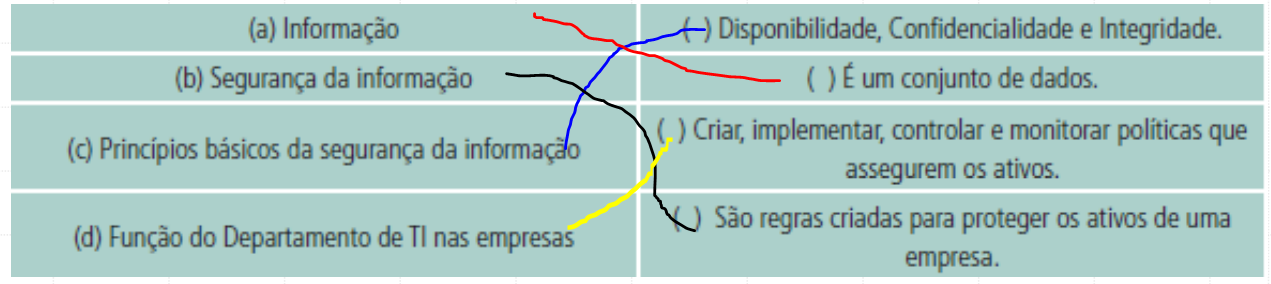 (a) Informação
( ) Disponibilidade, Confidencialidade e Integridade.
(b) Segurança da informação
( ) É um conjunto de dados.
(c) Princípios básicos da segurança da informação
( ) Criar, implementar, controlar e monitorar políticas que
assegurem os ativos.
(d) Função do Departamento de TI nas empresas
( ) São regras criadas para proteger os ativos de uma
empresa.